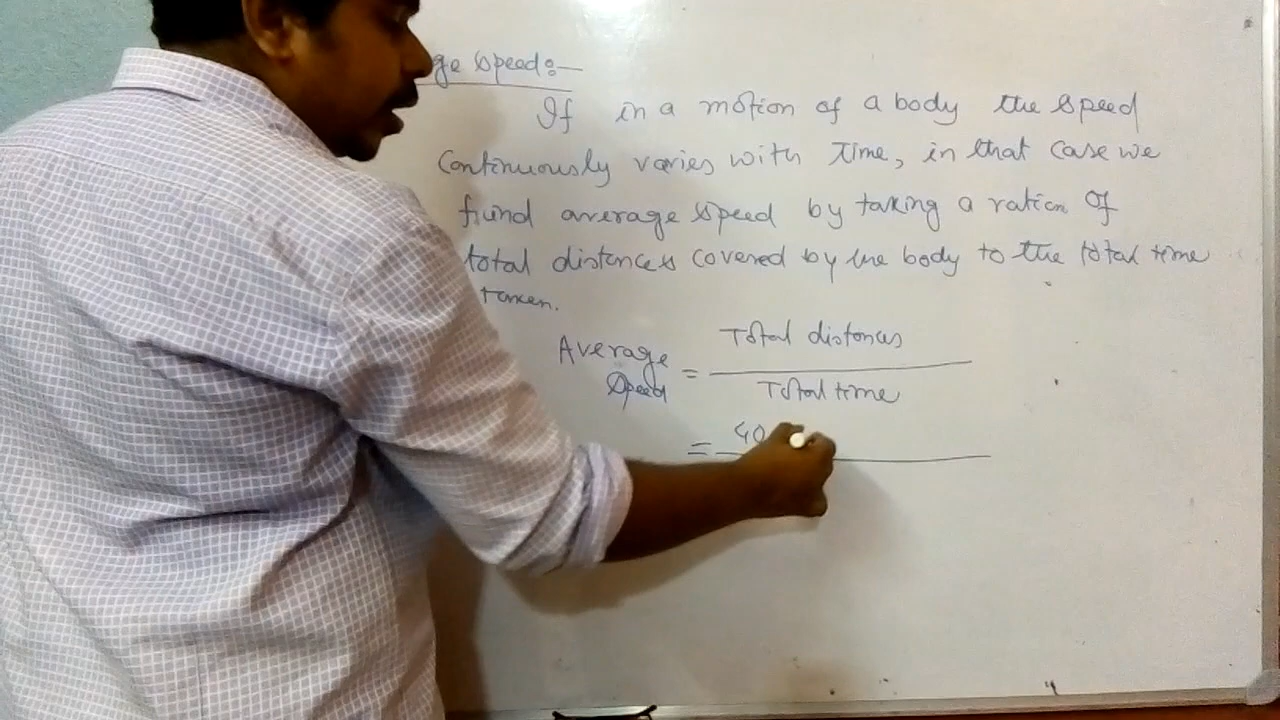 ge speed:—
If in a motion of a body the speed
Continuously varies with time, in that case we
fiund average speed by taking a ration of
total distances covered by the body to the total time
taken.
Average speed = Total distances
Total time
= 40